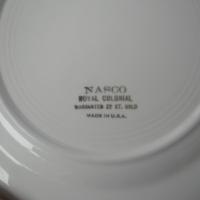 NASCO
ROYAL COLONIAL
WARRANTED 22 KT. GOLD
MADE IN U.S.A.